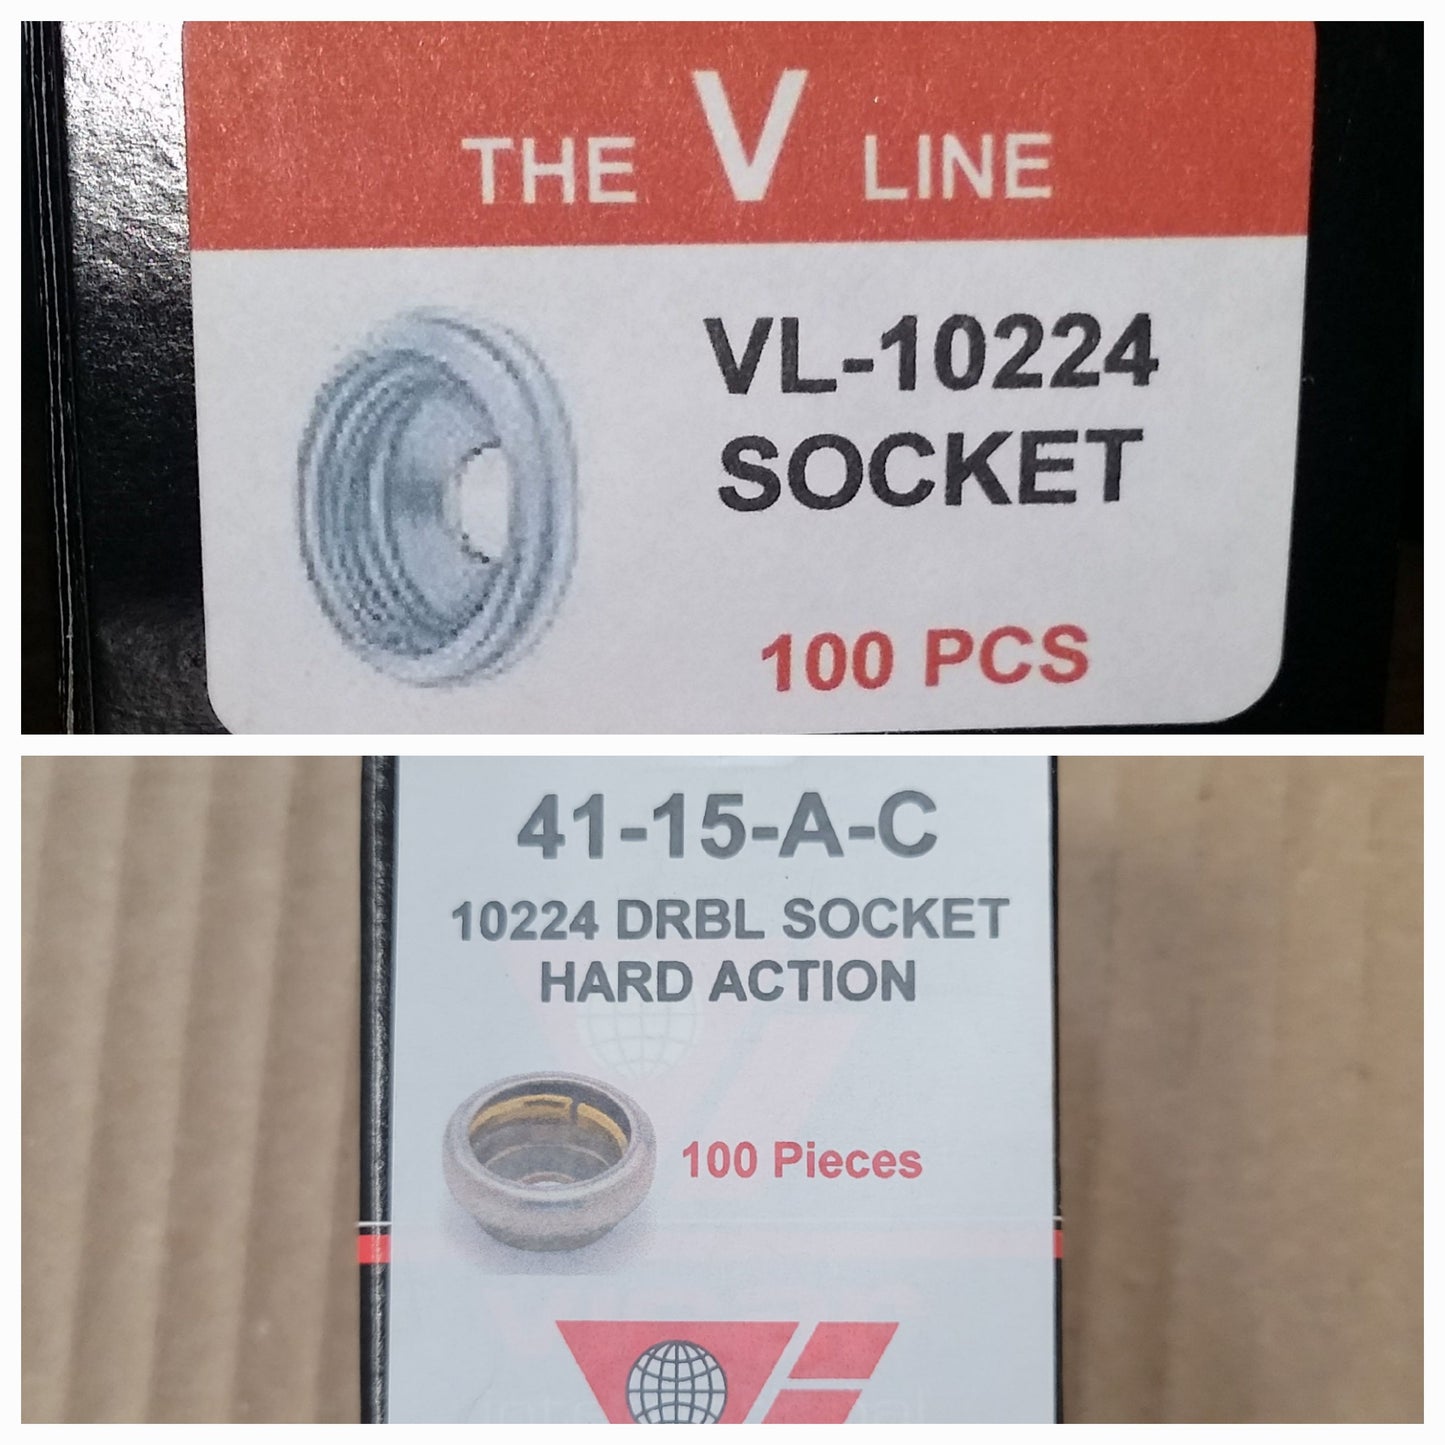 THE V LINE
VL-10224
SOCKET
100 PCS
41-15-A-C
10224 DRBL SOCKET
HARD ACTION
100 Pieces